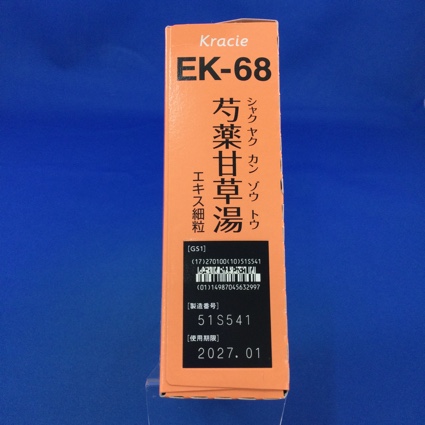 Kracie
EK-68
シャク ヤク カン ゾウ トウ
芍薬甘草湯
エキス細粒
[GS1]
(17)270100(10)51S541
(01)14987045632997
[製造番号]
51S541
[使用期限]
2027.01